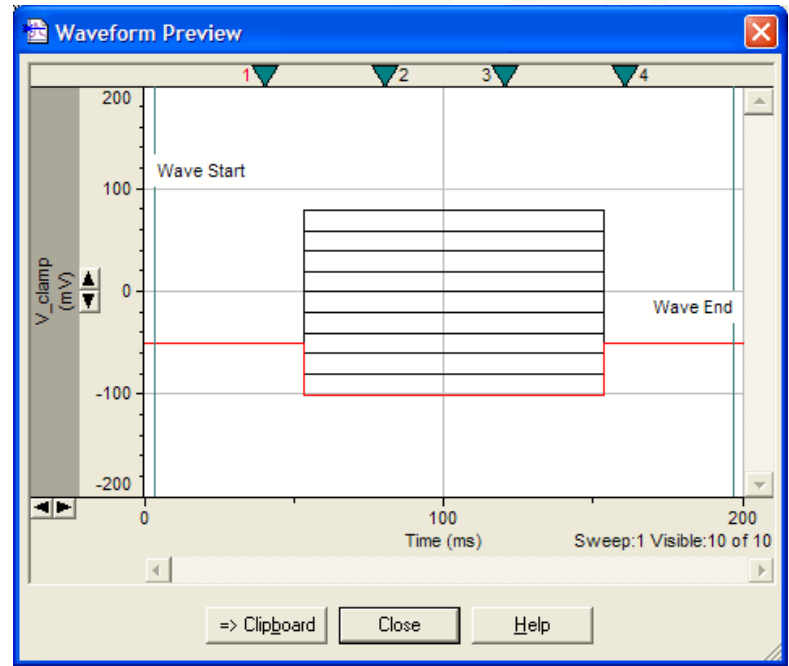 Waveform Preview
1 2 3 4
200
Wave Start
100
V_clamp
(mV)
0
Wave End
-100
-200
0 100 200
Time (ms) Sweep:1 Visible:10 of 10
=> Clipboard Close Help